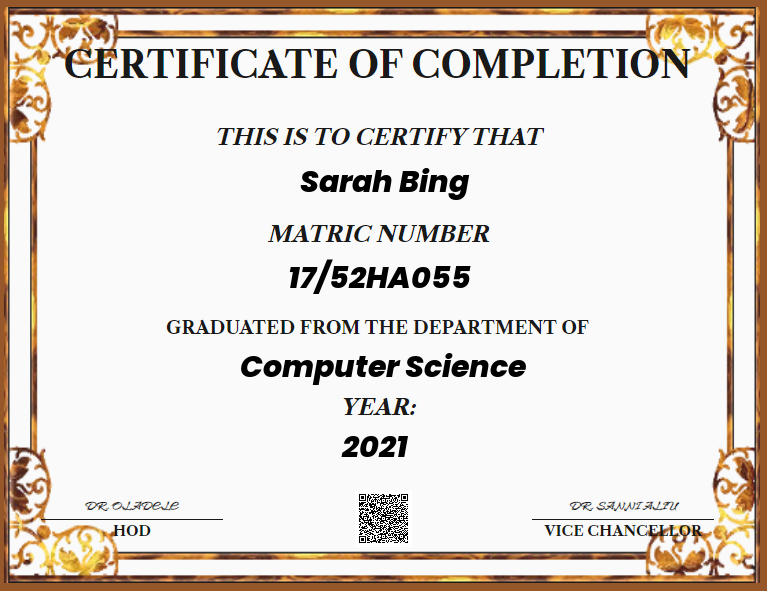 CERTIFICATE OF COMPLETION
THIS IS TO CERTIFY THAT
Sarah Bing
MATRIC NUMBER
17/52HA055
GRADUATED FROM THE DEPARTMENT OF
Computer Science
YEAR:
2021
DR. OLADELE
DR. SANNI ALIU
HOD
VICE CHANCELLOR